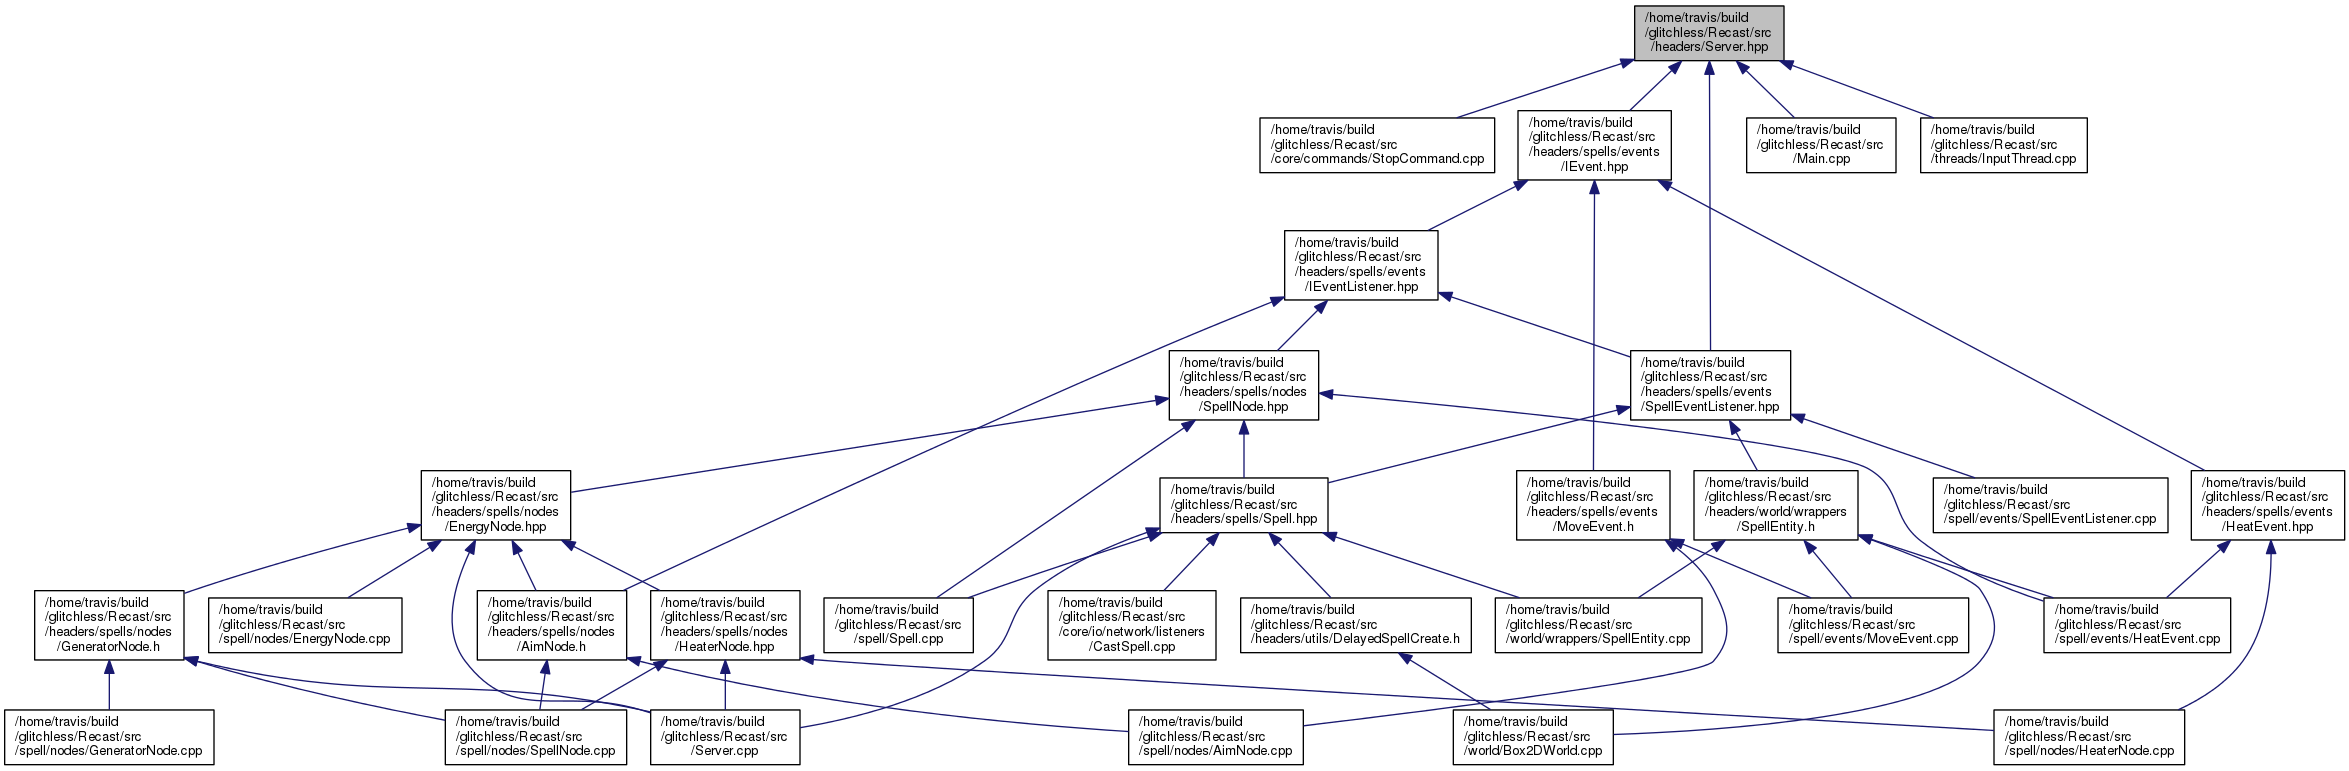 /home/travis/build
/glitchless/Recast/src
/headers/Server.hpp
/home/travis/build
/glitchless/Recast/src
/core/commands/StopCommand.cpp
/home/travis/build
/glitchless/Recast/src
/headers/spells/events
/IEvent.hpp
/home/travis/build
/glitchless/Recast/src
/Main.cpp
/home/travis/build
/glitchless/Recast/src
/threads/InputThread.cpp
/home/travis/build
/glitchless/Recast/src
/headers/spells/events
/IEventListener.hpp
/home/travis/build
/glitchless/Recast/src
/headers/spells/nodes
/SpellNode.hpp
/home/travis/build
/glitchless/Recast/src
/headers/spells/events
/SpellEventListener.hpp
/home/travis/build
/glitchless/Recast/src
/headers/spells/nodes
/EnergyNode.hpp
/home/travis/build
/glitchless/Recast/src
/headers/spells/Spell.hpp
/home/travis/build
/glitchless/Recast/src
/headers/spells/events
/MoveEvent.h
/home/travis/build
/glitchless/Recast/src
/headers/world/wrappers
/SpellEntity.h
/home/travis/build
/glitchless/Recast/src
/spell/events/SpellEventListener.cpp
/home/travis/build
/glitchless/Recast/src
/headers/spells/events
/HeatEvent.hpp
/home/travis/build
/glitchless/Recast/src
/headers/spells/nodes
/GeneratorNode.h
/home/travis/build
/glitchless/Recast/src
/spell/nodes/EnergyNode.cpp
/home/travis/build
/glitchless/Recast/src
/headers/spells/nodes
/AimNode.h
/home/travis/build
/glitchless/Recast/src
/headers/spells/nodes
/HeaterNode.hpp
/home/travis/build
/glitchless/Recast/src
/spell/Spell.cpp
/home/travis/build
/glitchless/Recast/src
/core/io/network/listeners
/CastSpell.cpp
/home/travis/build
/glitchless/Recast/src
/headers/utils/DelayedSpellCreate.h
/home/travis/build
/glitchless/Recast/src
/world/wrappers/SpellEntity.cpp
/home/travis/build
/glitchless/Recast/src
/spell/events/MoveEvent.cpp
/home/travis/build
/glitchless/Recast/src
/spell/events/HeatEvent.cpp
/home/travis/build
/glitchless/Recast/src
/spell/nodes/GeneratorNode.cpp
/home/travis/build
/glitchless/Recast/src
/spell/nodes/SpellNode.cpp
/home/travis/build
/glitchless/Recast/src
/Server.cpp
/home/travis/build
/glitchless/Recast/src
/spell/nodes/AimNode.cpp
/home/travis/build
/glitchless/Recast/src
/world/Box2DWorld.cpp
/home/travis/build
/glitchless/Recast/src
/spell/nodes/HeaterNode.cpp